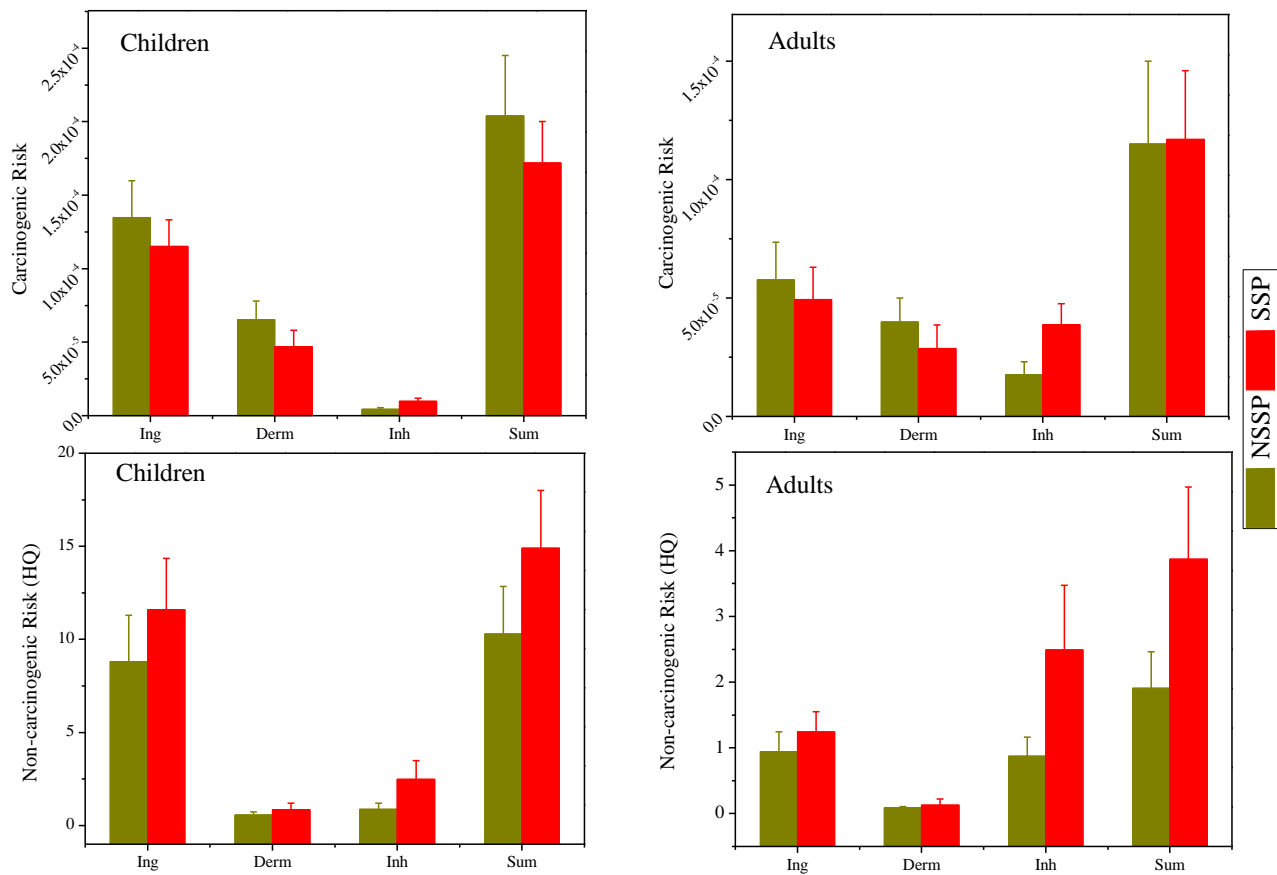 Children
Carcinogenic Risk
2.5x10⁻⁴
2.0x10⁻⁴
1.5x10⁻⁴
1.0x10⁻⁴
5.0x10⁻⁵
0.0
Ing Derm Inh Sum
Adults
Carcinogenic Risk
1.5x10⁻⁴
1.0x10⁻⁴
5.0x10⁻⁵
0.0
Ing Derm Inh Sum
Children
Non-carcinogenic Risk (HQ)
20
15
10
5
0
Ing Derm Inh Sum
Adults
Non-carcinogenic Risk (HQ)
5
4
3
2
1
0
Ing Derm Inh Sum
NSSP SSP